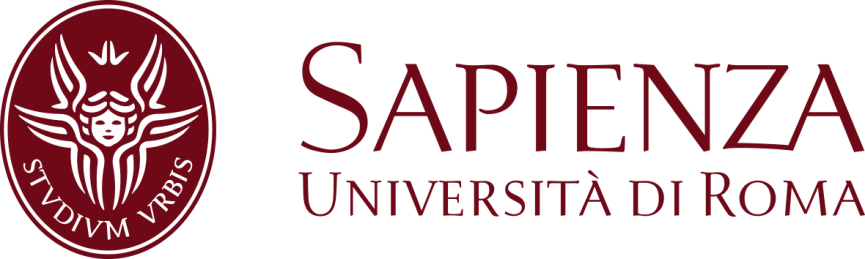 STVDIVM VRBIS
SAPIENZA
UNIVERSITÀ DI ROMA